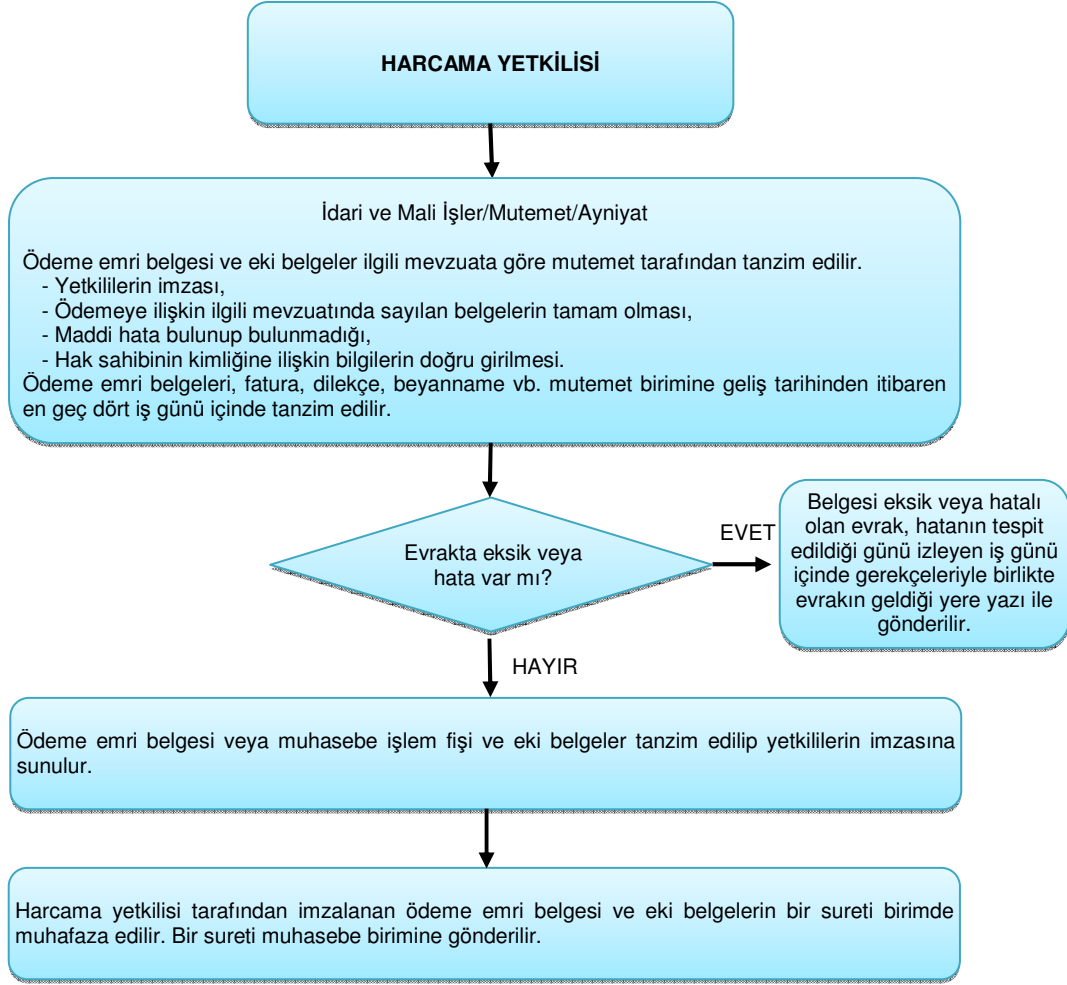 HARCAMA YETKİLİSİ
İdari ve Mali İşler/Mutemet/Ayniyat
Ödeme emri belgesi ve eki belgeler ilgili mevzuata göre mutemet tarafından tanzim edilir.
- Yetkililerin imzası,
- Ödemeye ilişkin ilgili mevzuatında sayılan belgelerin tamam olması,
- Maddi hata bulunup bulunmadığı,
- Hak sahibinin kimliğine ilişkin bilgilerin doğru girilmesi.
Ödeme emri belgeleri, fatura, dilekçe, beyanname vb. mutemet birimine geliş tarihinden itibaren
en geç dört iş günü içinde tanzim edilir.
Evrakta eksik veya
hata var mı?
EVET
Belgesi eksik veya hatalı
olan evrak, hatanın tespit
edildiği günü izleyen iş günü
içinde gerekçeleriyle birlikte
evrakın geldiği yere yazı ile
gönderilir.
HAYIR
Ödeme emri belgesi veya muhasebe işlem fişi ve eki belgeler tanzim edilip yetkililerin imzasına
sunulur.
Harcama yetkilisi tarafından imzalanan ödeme emri belgesi ve eki belgelerin bir sureti birimde
muhafaza edilir. Bir sureti muhasebe birimine gönderilir.